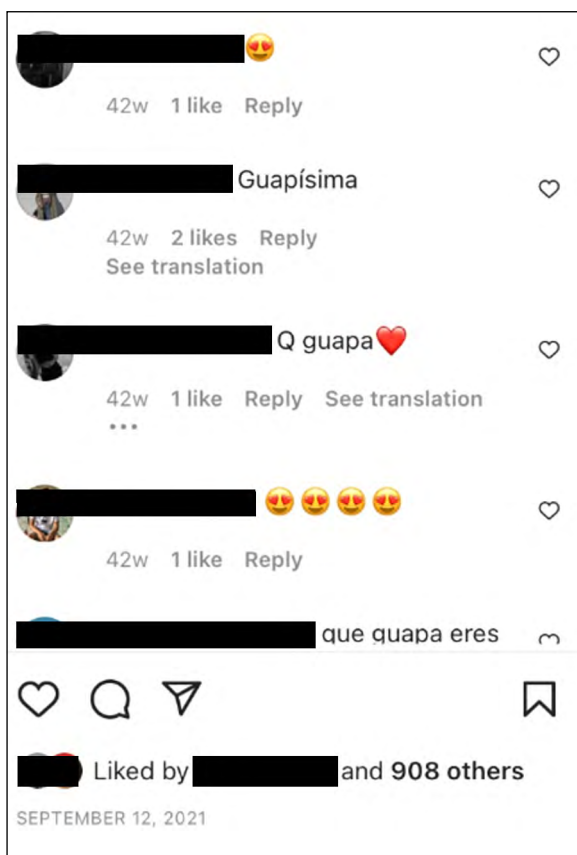 😍
42w 1 like Reply
Guapísima
42w 2 likes Reply
See translation
Q guapa❤️
42w 1 like Reply See translation
•••
😍😍😍😍
42w 1 like Reply
que guapa eres
Liked by and 908 others
SEPTEMBER 12, 2021